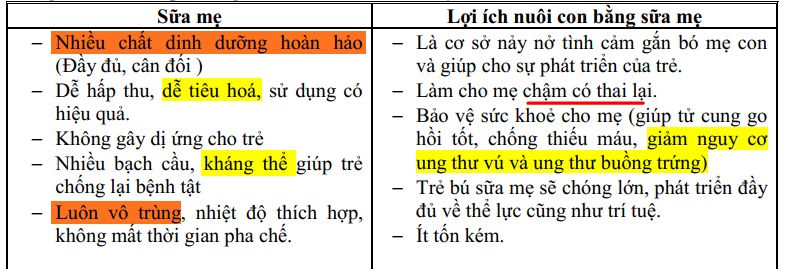 Sữa mẹ
– Nhiều chất dinh dưỡng hoàn hảo
(Đầy đủ, cân đối )
– Dễ hấp thu, dễ tiêu hoá, sử dụng có
hiệu quả.
– Không gây dị ứng cho trẻ
– Nhiều bạch cầu, kháng thể giúp trẻ
chống lại bệnh tật
– Luôn vô trùng, nhiệt độ thích hợp,
không mất thời gian pha chế.
Lợi ích nuôi con bằng sữa mẹ
– Là cơ sở nảy nở tình cảm gắn bó mẹ con
và giúp cho sự phát triển của trẻ.
– Làm cho mẹ chậm có thai lại.
– Bảo vệ sức khoẻ cho mẹ (giúp tử cung go
hồi tốt, chống thiếu máu, giảm nguy cơ
ung thư vú và ung thư buồng trứng)
– Trẻ bú sữa mẹ sẽ chóng lớn, phát triển đầy
đủ về thể lực cũng như trí tuệ.
– Ít tốn kém.